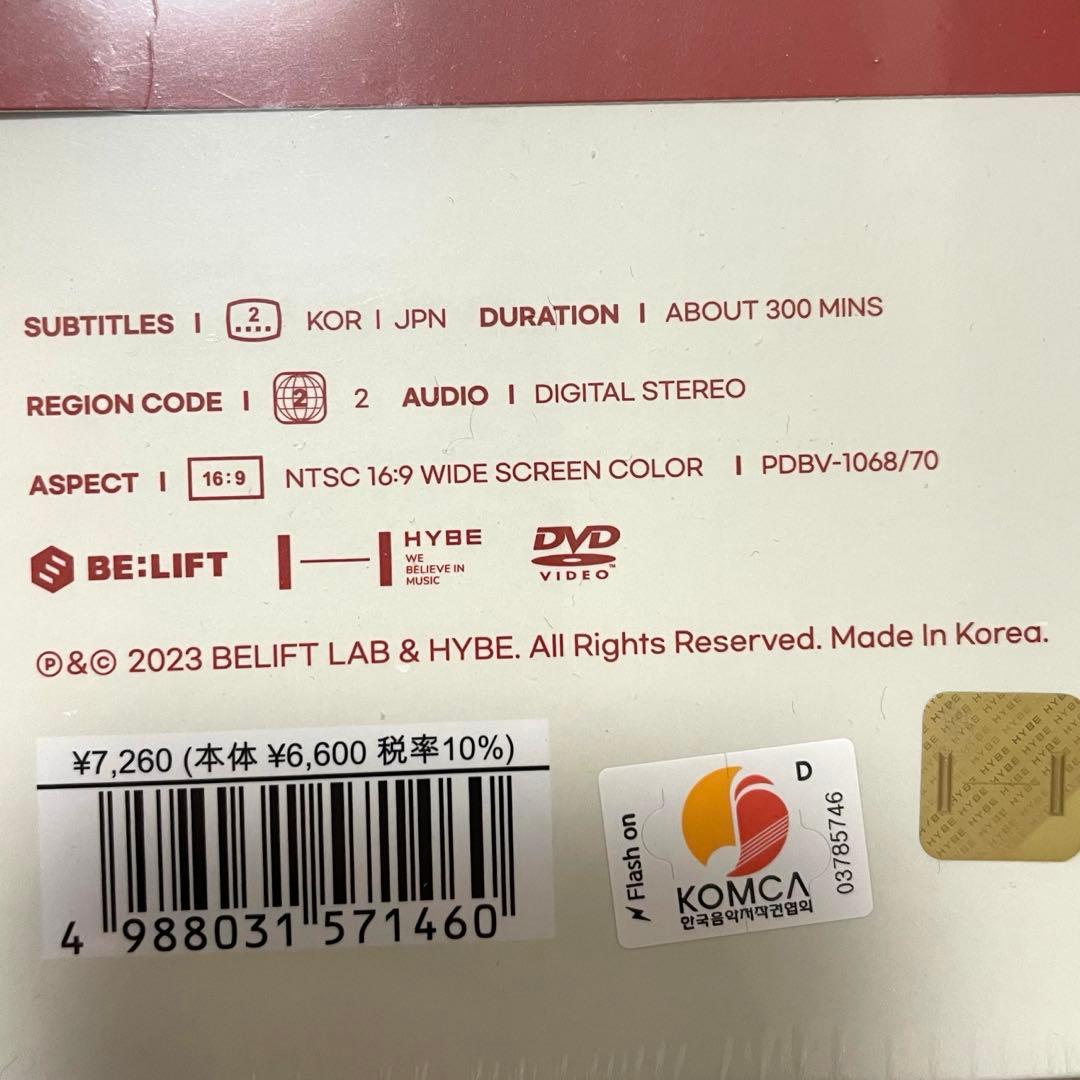 SUBTITLES | 2 KOR | JPN DURATION | ABOUT 300 MINS
REGION CODE | 2 2 AUDIO | DIGITAL STEREO
ASPECT | 16:9 NTSC 16:9 WIDE SCREEN COLOR | PDBV-1068/70
BE:LIFT
HYBE
WE
BELIEVE IN
MUSIC
DVD
VIDEO™
℗&© 2023 BELIFT LAB & HYBE. All Rights Reserved. Made In Korea.
¥7,260 (本体 ¥6,600 税率10%)
4 988031 571460
Flash on
D
03785746
KOMCA
한국음악저작권협회
HYBE HYBE HYBE